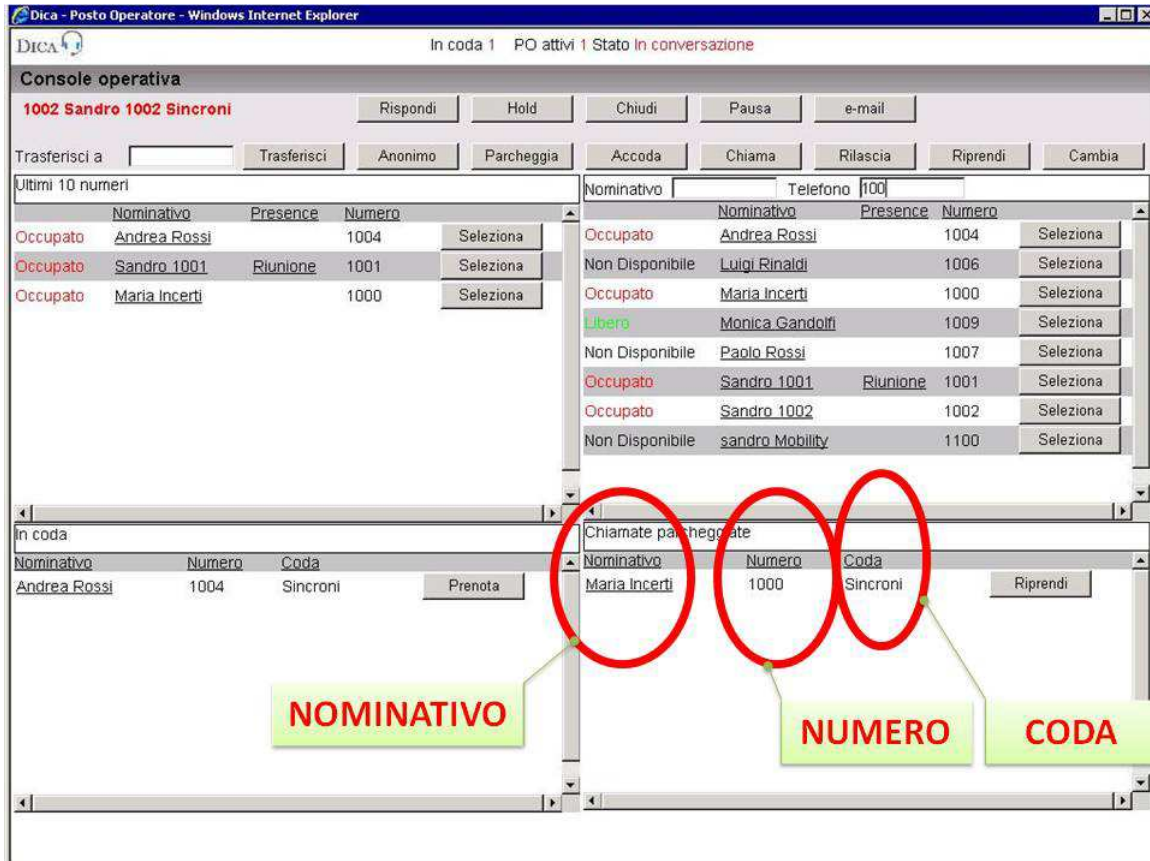 Dica - Posto Operatore - Windows Internet Explorer
DICA In coda 1 PO attivi 1 Stato In conversazione
Console operativa
1002 Sandro 1002 Sincroni Rispondi Hold Chiudi Pausa e-mail
Trasferisci a Trasferisci Anonimo Parcheggia Accoda Chiama Rilascia Riprendi Cambia
Ultimi 10 numeri
Nominativo Presence Numero
Occupato Andrea Rossi 1004 Seleziona
Occupato Sandro 1001 Riunione 1001 Seleziona
Occupato Maria Incerti 1000 Seleziona
Nominativo Telefono 100
Nominativo Presence Numero
Occupato Andrea Rossi 1004 Seleziona
Non Disponibile Luigi Rinaldi 1006 Seleziona
Occupato Maria Incerti 1000 Seleziona
Libero Monica Gandolfi 1009 Seleziona
Non Disponibile Paolo Rossi 1007 Seleziona
Occupato Sandro 1001 Riunione 1001 Seleziona
Occupato Sandro 1002 1002 Seleziona
Non Disponibile sandro Mobility 1100 Seleziona
In coda
Nominativo Numero Coda
Andrea Rossi 1004 Sincroni Prenota
Chiamate parcheggiate
Nominativo Numero Coda
Maria Incerti 1000 Sincroni Riprendi
NOMINATIVO
NUMERO
CODA